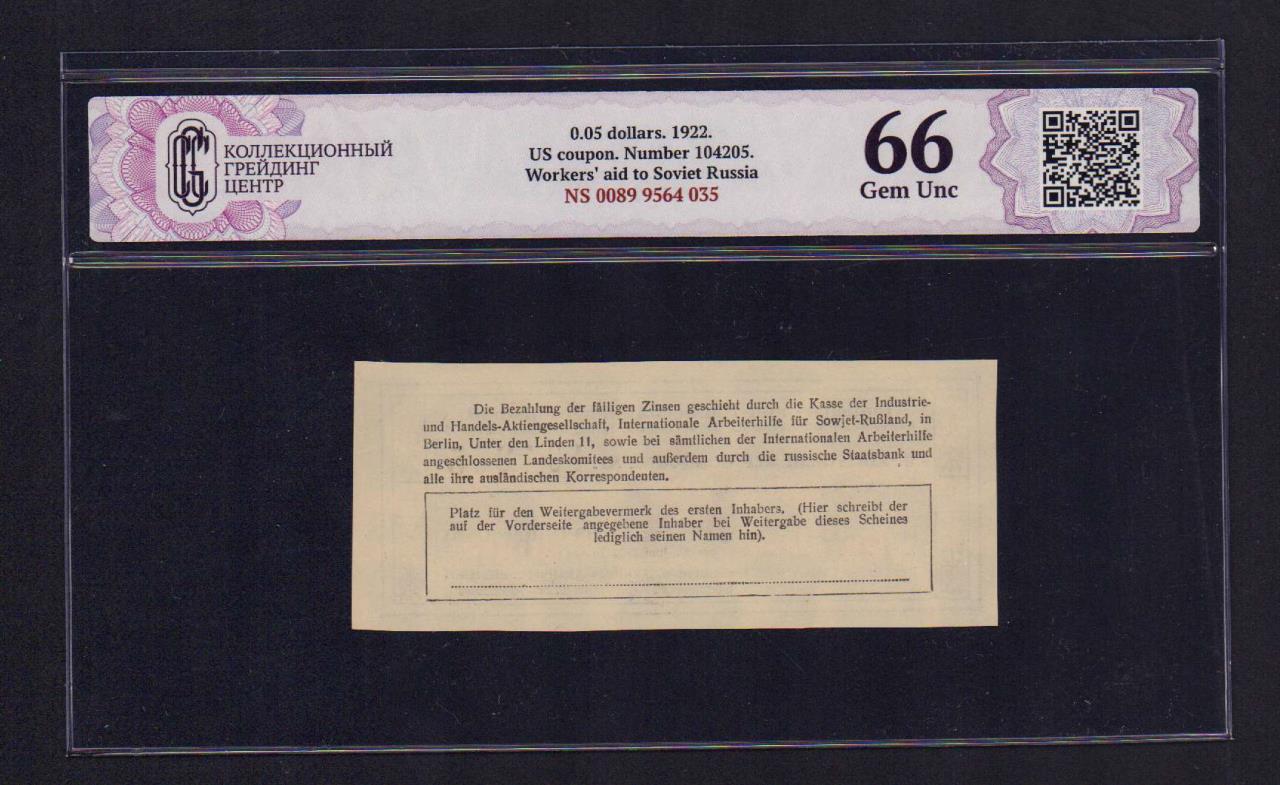 CCG
КОЛЛЕКЦИОННЫЙ
ГРЕЙДИНГ
ЦЕНТР
0.05 dollars. 1922.
US coupon. Number 104205.
Workers' aid to Soviet Russia
NS 0089 9564 035
66
Gem Unc
Die Bezahlung der fälligen Zinsen geschieht durch die Kasse der Industrie-
und Handels-Aktiengesellschaft, Internationale Arbeiterhilfe für Sowjet-Rußland, in
Berlin, Unter den Linden 11, sowie bei sämtlichen der Internationalen Arbeiterhilfe
angeschlossenen Landeskomitees und außerdem durch die russische Staatsbank und
alle ihre ausländischen Korrespondenten.
Platz für den Weitergabevermerk des ersten Inhabers. (Hier schreibt der
auf der Vorderseite angegebene Inhaber bei Weitergabe dieses Scheines
lediglich seinen Namen hin).